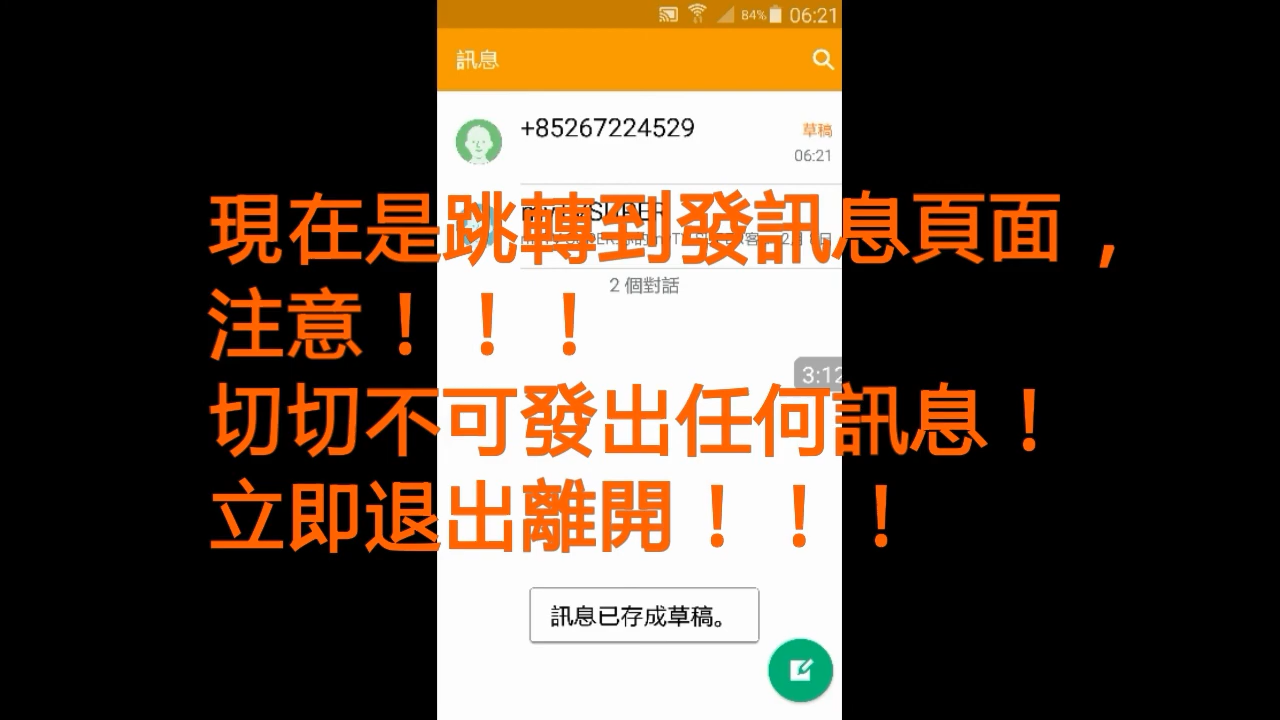 84% 06:21
訊息
+85267224529
草稿
06:21
現在是跳轉到發訊息頁面，
2 個對話
注意！！！
3:12
切切不可發出任何訊息！
立即退出離開！！！
訊息已存成草稿。